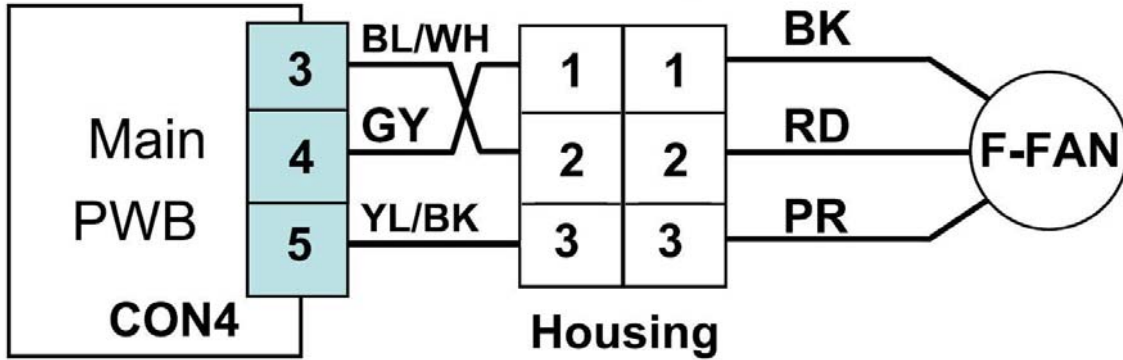 Main
PWB
CON4
3
4
5
BL/WH
GY
YL/BK
1 1
2 2
3 3
Housing
BK
RD
PR
F-FAN